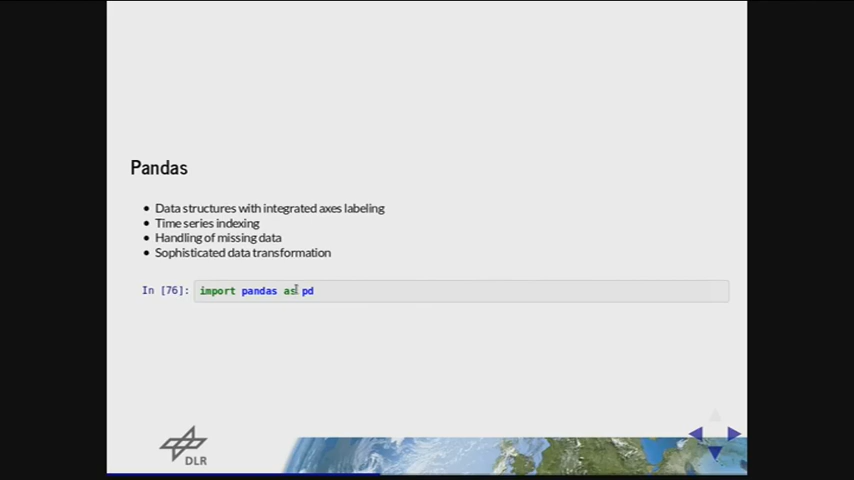 Pandas
• Data structures with integrated axes labeling
• Time series indexing
• Handling of missing data
• Sophisticated data transformation
In [76]: import pandas as pd
DLR